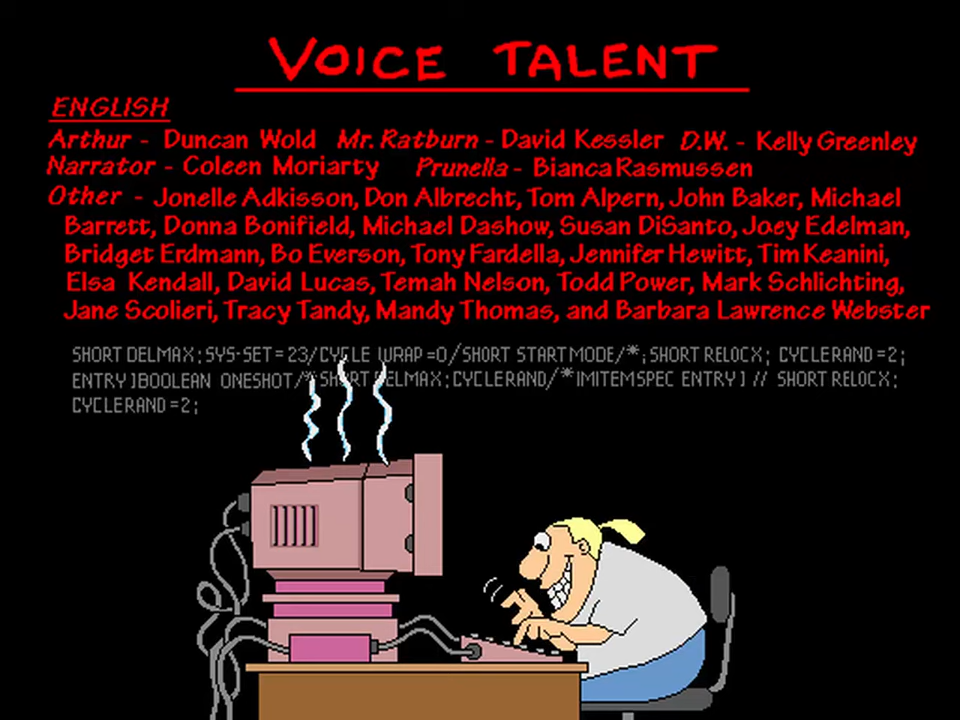 VOICE TALENT
ENGLISH
Arthur - Duncan Wold Mr. Ratburn - David Kessler D.W. - Kelly Greenley
Narrator - Coleen Moriarty Prunella - Bianca Rasmussen
Other - Jonelle Adkisson, Don Albrecht, Tom Alpern, John Baker, Michael
Barrett, Donna Bonifield, Michael Dashow, Susan DiSanto, Joey Edelman,
Bridget Erdmann, Bo Everson, Tony Fardella, Jennifer Hewitt, Tim Keanini,
Elsa Kendall, David Lucas, Temah Nelson, Todd Power, Mark Schlichting,
Jane Scolieri, Tracy Tandy, Mandy Thomas, and Barbara Lawrence Webster
SHORT DELMAX; SYS-SET = 23/CYCLE WRAP =0/SHORT STARTMODE/*; SHORT RELOCX; CYCLERAND =2;
ENTRY ]BOOLEAN ONESHOT/* SHORT DELMAX; CYCLERAND/* IMITEMSPEC ENTRY ] // SHORT RELOCX;
CYCLERAND =2;